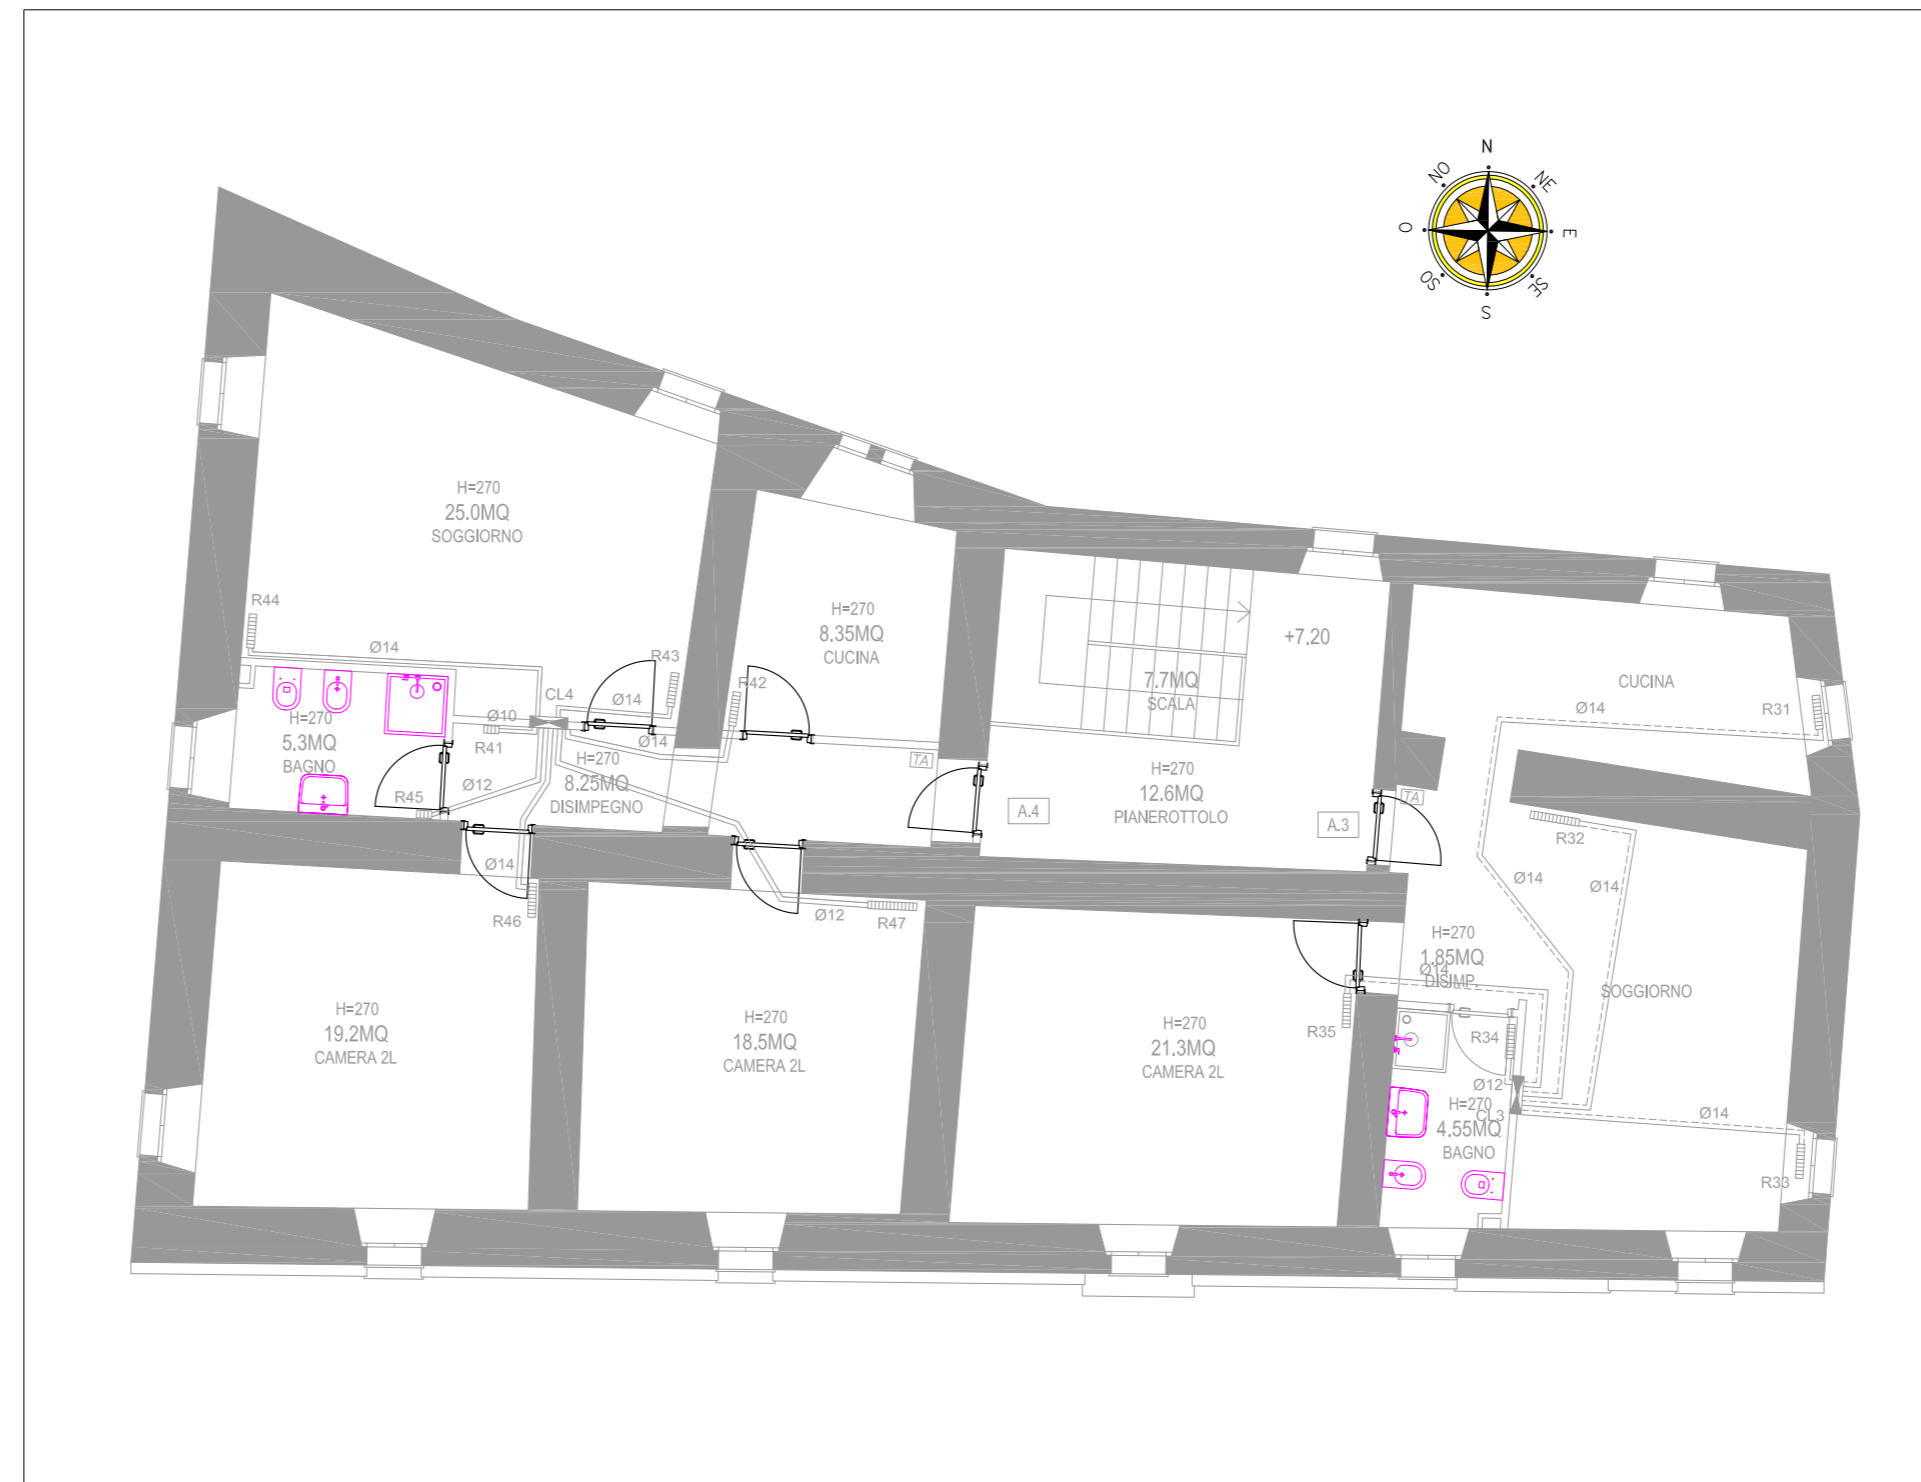 N
NO
NE
O
E
SO
SE
S
H=270
25.0MQ
SOGGIORNO
R44
Ø14
R43
CL4
Ø14
R42
H=270
8,35MQ
CUCINA
+7,20
7.7MQ
SCALA
CUCINA
R31
Ø14
H=270
5,3MQ
BAGNO
Ø10
R41
Ø14
Ø12
R45
H=270
8.25MQ
DISIMPEGNO
TA
A.4
H=270
12.6MQ
PIANEROTTOLO
A.3
TA
R32
Ø14
Ø14
Ø14
R46
Ø12
R47
H=270
19,2MQ
CAMERA 2L
H=270
18.5MQ
CAMERA 2L
H=270
21.3MQ
CAMERA 2L
H=270
1,85MQ
Ø14
DISIMP.
SOGGIORNO
R35
R34
Ø12
H=270
CL3
4,55MQ
BAGNO
Ø14
R33